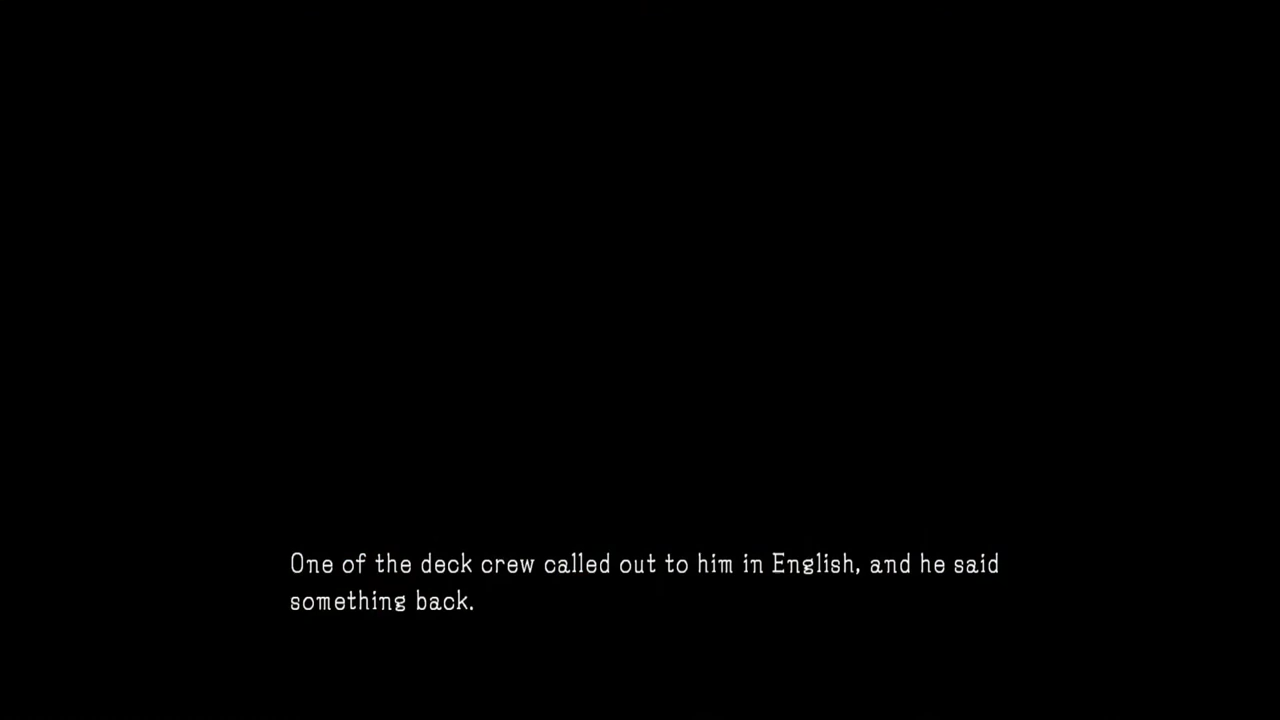 One of the deck crew called out to him in English, and he said
something back.